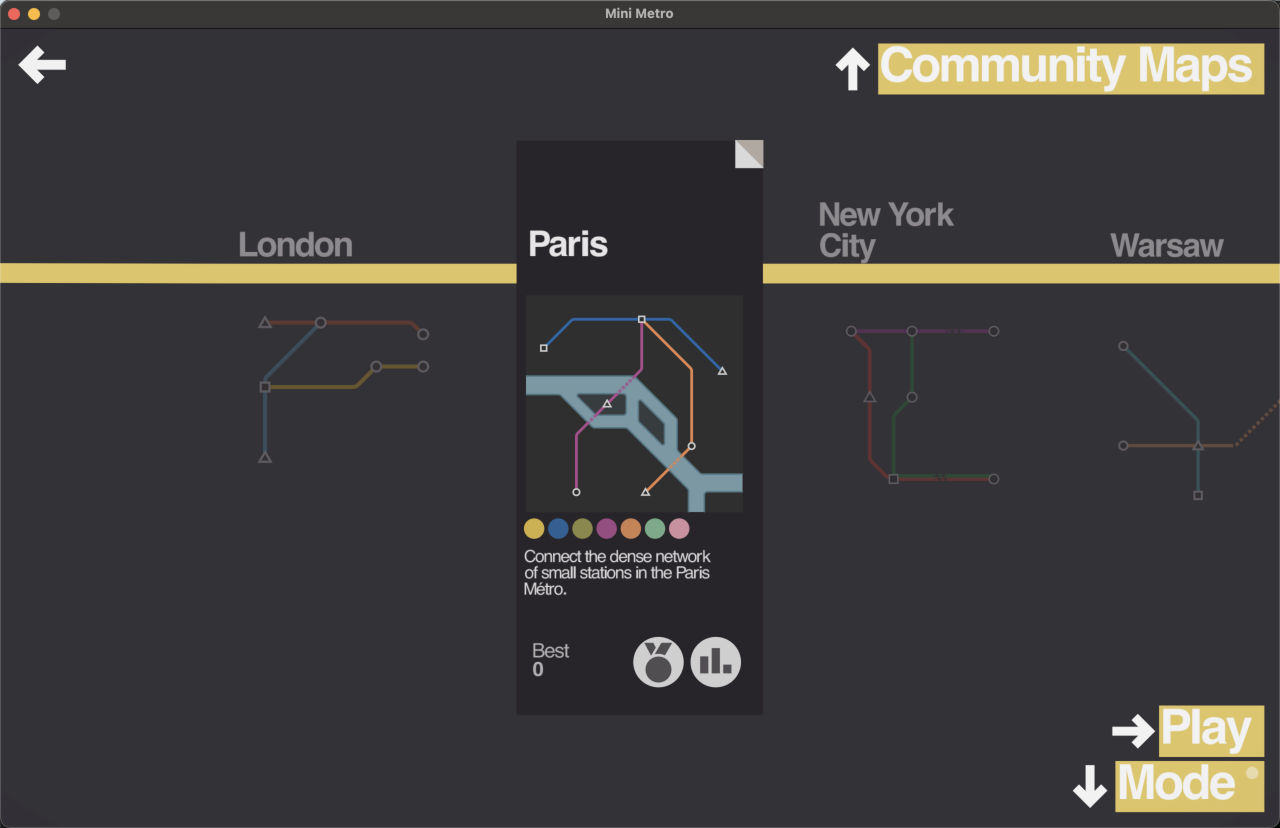 Mini Metro
Community Maps
London
Paris
New York
City
Warsaw
Connect the dense network
of small stations in the Paris
Métro.
Best
0
Play
Mode